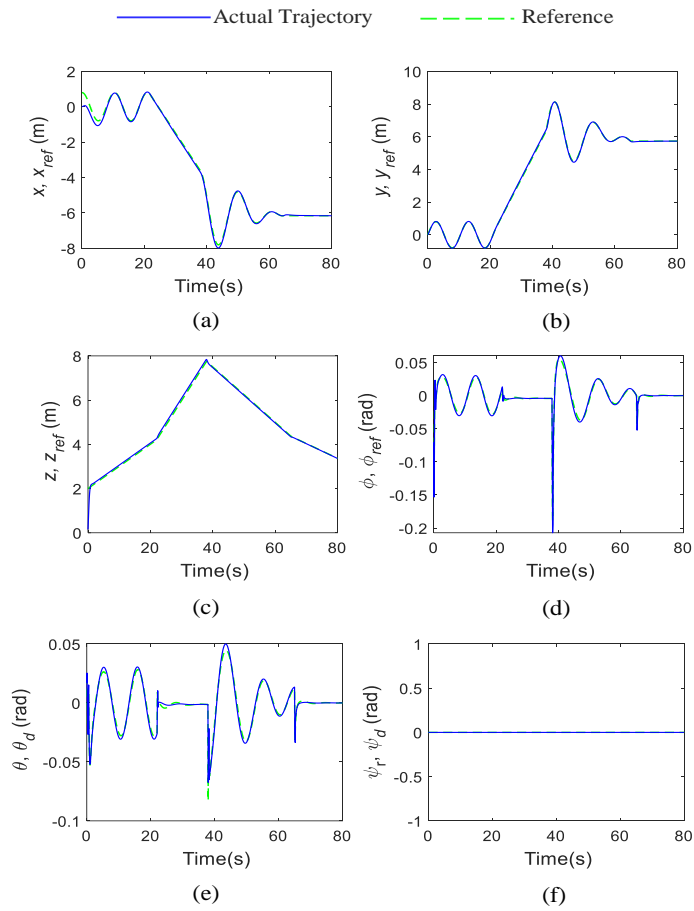 Actual Trajectory Reference
2
0
-2
-4
-6
-8
0 20 40 60 80
x, x_ref (m)
Time(s)
(a)
10
8
6
4
2
0
0 20 40 60 80
y, y_ref (m)
Time(s)
(b)
8
6
4
2
0
0 20 40 60 80
z, z_ref (m)
Time(s)
(c)
0.05
0
-0.05
-0.1
-0.15
-0.2
0 20 40 60 80
ϕ, ϕ_ref (rad)
Time(s)
(d)
0.05
0
-0.05
-0.1
0 20 40 60 80
θ, θ_d (rad)
Time(s)
(e)
1
0.5
0
-0.5
-1
0 20 40 60 80
ψ_r, ψ_d (rad)
Time(s)
(f)